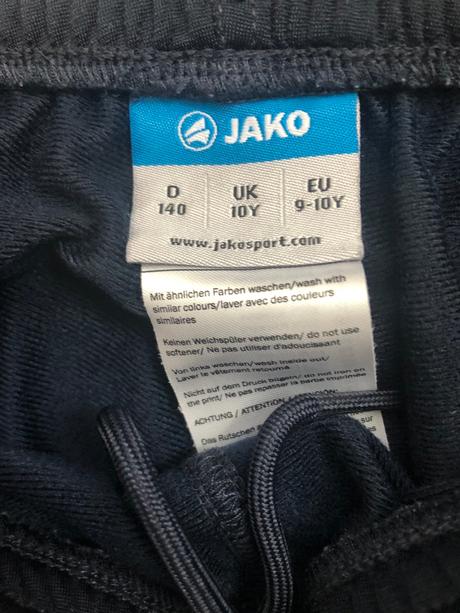 JAKO
D UK EU
140 10Y 9-10Y
www.jakosport.com
Mit ähnlichen Farben waschen/wash with
similar colours/laver avec des couleurs
similaires
Keinen Weichspüler verwenden/ do not use
softener/ Ne pas utiliser d'adoucissant
Von links waschen/wash inside out/
Laver le vêtement retourné
Nicht auf dem Druck bügeln/ do not iron on
the print/ Ne pas repasser la partie imprimée
ACHTUNG / ATTENTION /
Das Rutschen sur